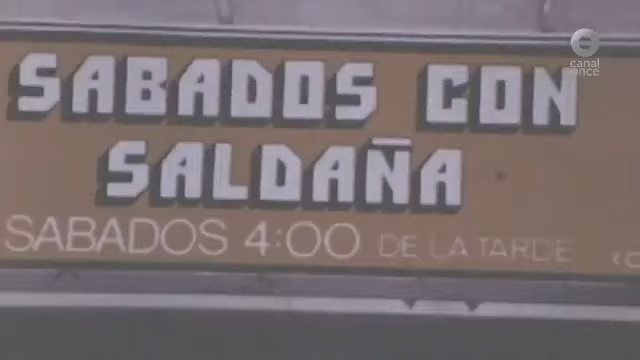 canal
once
SABADOS CON
SALDAÑA
SABADOS 4:00 DE LA TARDE